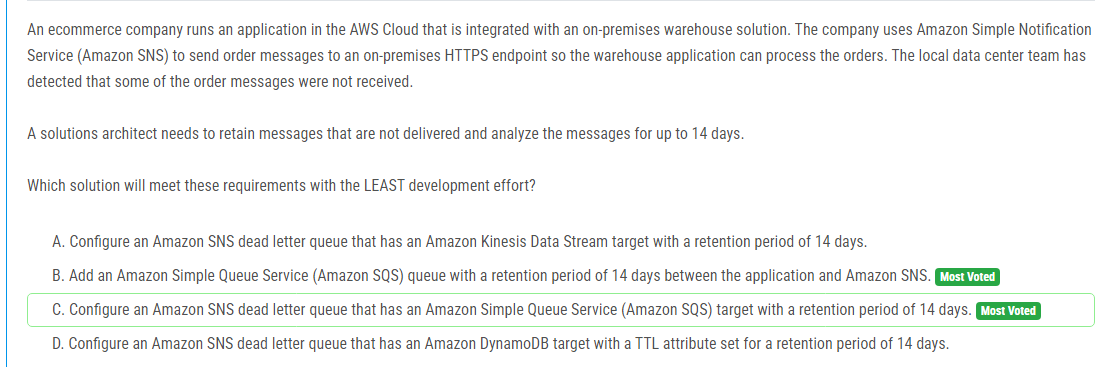 An ecommerce company runs an application in the AWS Cloud that is integrated with an on-premises warehouse solution. The company uses Amazon Simple Notification
Service (Amazon SNS) to send order messages to an on-premises HTTPS endpoint so the warehouse application can process the orders. The local data center team has
detected that some of the order messages were not received.
A solutions architect needs to retain messages that are not delivered and analyze the messages for up to 14 days.
Which solution will meet these requirements with the LEAST development effort?
A. Configure an Amazon SNS dead letter queue that has an Amazon Kinesis Data Stream target with a retention period of 14 days.
B. Add an Amazon Simple Queue Service (Amazon SQS) queue with a retention period of 14 days between the application and Amazon SNS. Most Voted
C. Configure an Amazon SNS dead letter queue that has an Amazon Simple Queue Service (Amazon SQS) target with a retention period of 14 days. Most Voted
D. Configure an Amazon SNS dead letter queue that has an Amazon DynamoDB target with a TTL attribute set for a retention period of 14 days.